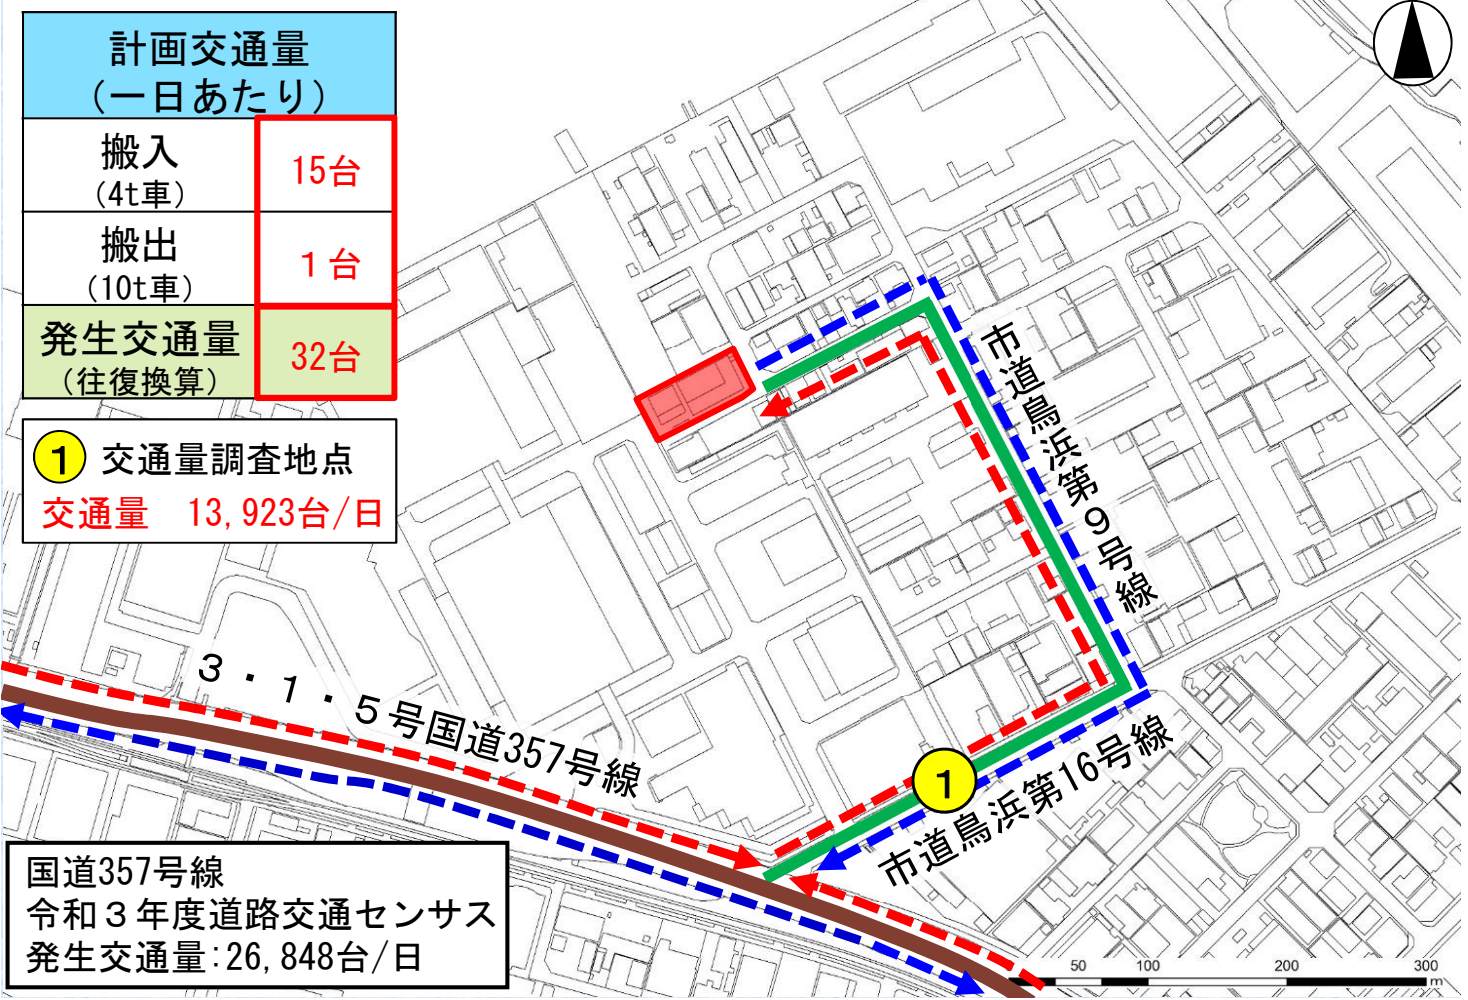 計画交通量
（一日あたり）
搬入
(4t車)
15台
搬出
(10t車)
１台
発生交通量
(往復換算)
32台
1 交通量調査地点
交通量　13,923台/日
市道鳥浜第９号線
３・１・５号国道357号線
1
市道鳥浜第16号線
国道357号線
令和３年度道路交通センサス
発生交通量:26,848台/日
50 100 200 300
m